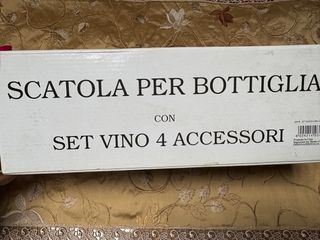 SCATOLA PER BOTTIGLIA
CON
SET VINO 4 ACCESSORI